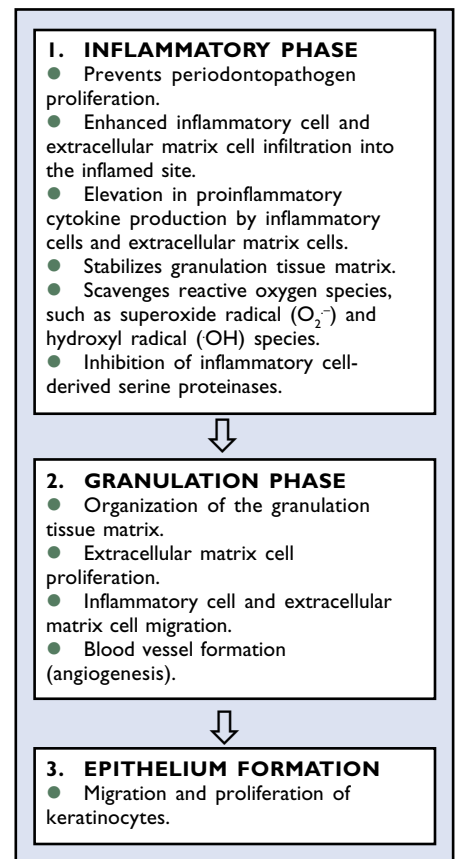 1. INFLAMMATORY PHASE
● Prevents periodontopathogen
proliferation.
● Enhanced inflammatory cell and
extracellular matrix cell infiltration into
the inflamed site.
● Elevation in proinflammatory
cytokine production by inflammatory
cells and extracellular matrix cells.
● Stabilizes granulation tissue matrix.
● Scavenges reactive oxygen species,
such as superoxide radical (O₂·⁻) and
hydroxyl radical (·OH) species.
● Inhibition of inflammatory cell-
derived serine proteinases.
2. GRANULATION PHASE
● Organization of the granulation
tissue matrix.
● Extracellular matrix cell
proliferation.
● Inflammatory cell and extracellular
matrix cell migration.
● Blood vessel formation
(angiogenesis).
3. EPITHELIUM FORMATION
● Migration and proliferation of
keratinocytes.